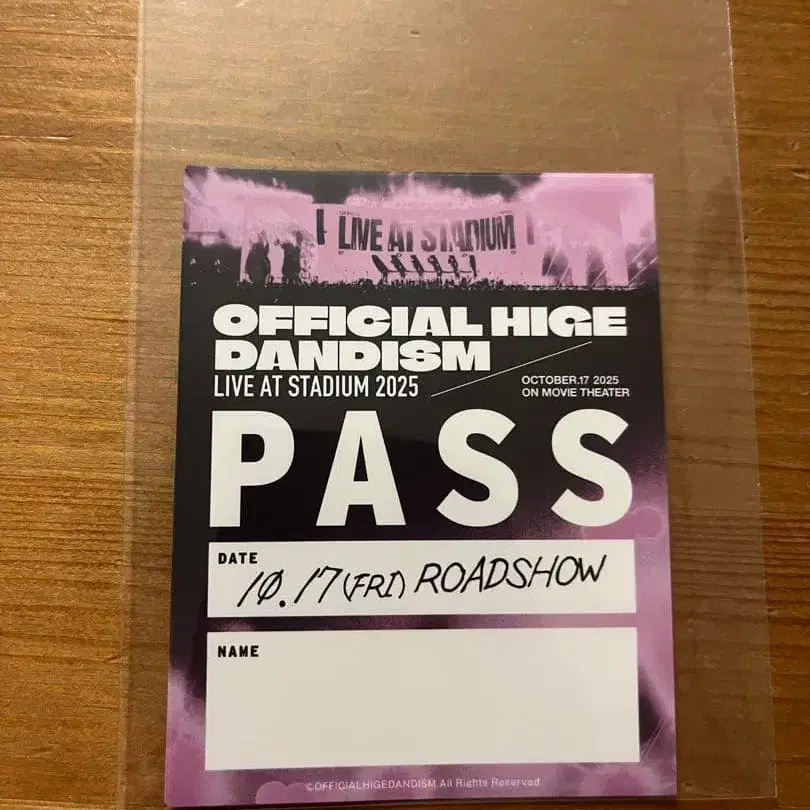 LIVE AT STADIUM
OFFICIAL HIGE
DANDISM
LIVE AT STADIUM 2025
OCTOBER.17 2025
ON MOVIE THEATER
PASS
DATE
10.17(FRI) ROADSHOW
NAME
©OFFICIALHIGEDANDISM All Rights Reserved